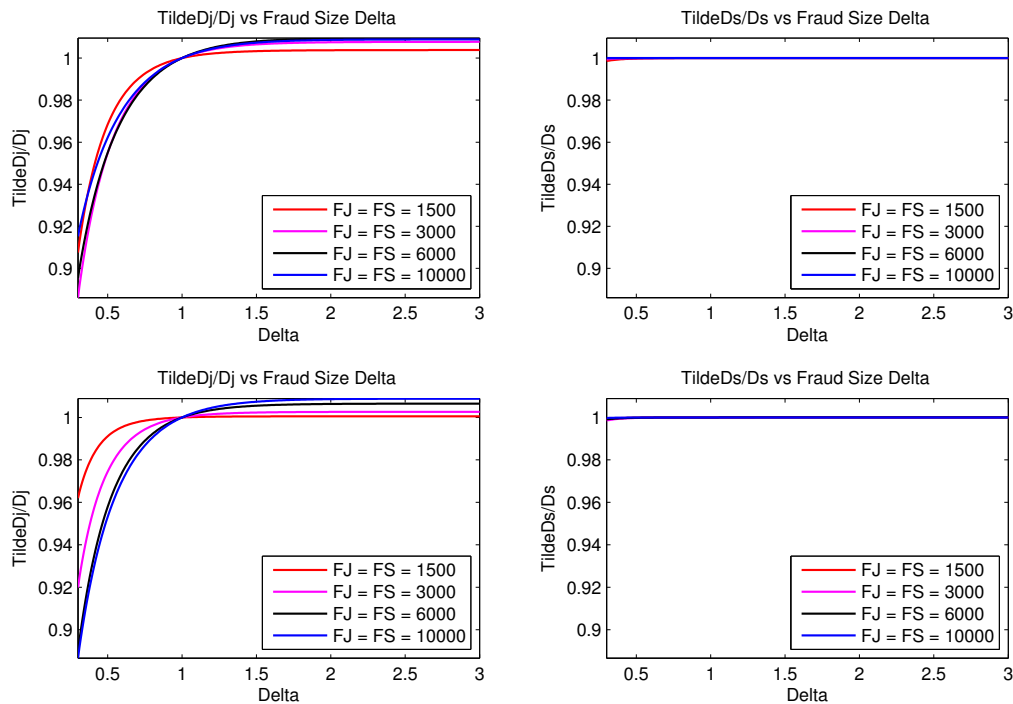 TildeDj/Dj vs Fraud Size Delta
TildeDj/Dj
1
0.98
0.96
0.94
0.92
0.9
FJ = FS = 1500
FJ = FS = 3000
FJ = FS = 6000
FJ = FS = 10000
0.5 1 1.5 2 2.5 3
Delta
TildeDs/Ds vs Fraud Size Delta
TildeDs/Ds
1
0.98
0.96
0.94
0.92
0.9
FJ = FS = 1500
FJ = FS = 3000
FJ = FS = 6000
FJ = FS = 10000
0.5 1 1.5 2 2.5 3
Delta
TildeDj/Dj vs Fraud Size Delta
TildeDj/Dj
1
0.98
0.96
0.94
0.92
0.9
FJ = FS = 1500
FJ = FS = 3000
FJ = FS = 6000
FJ = FS = 10000
0.5 1 1.5 2 2.5 3
Delta
TildeDs/Ds vs Fraud Size Delta
TildeDs/Ds
1
0.98
0.96
0.94
0.92
0.9
FJ = FS = 1500
FJ = FS = 3000
FJ = FS = 6000
FJ = FS = 10000
0.5 1 1.5 2 2.5 3
Delta